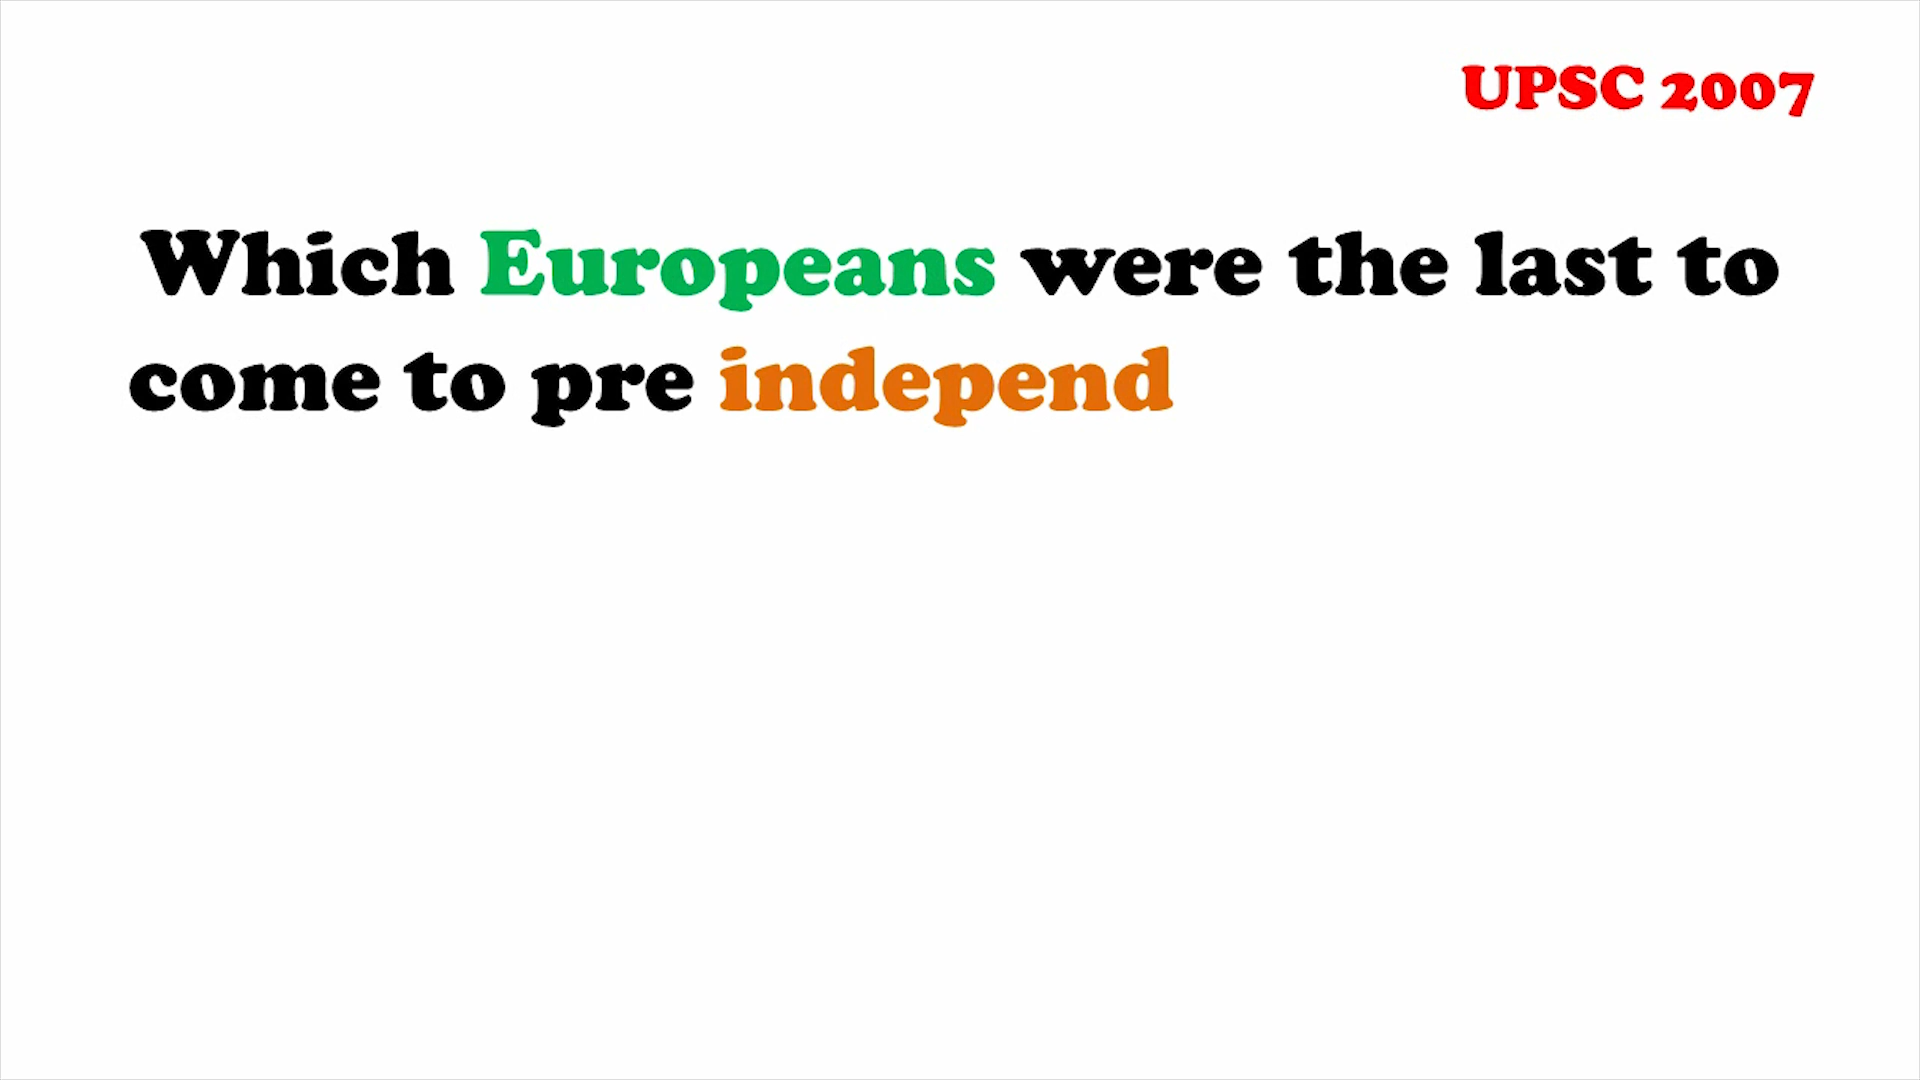 UPSC 2007
Which Europeans were the last to
come to pre independ